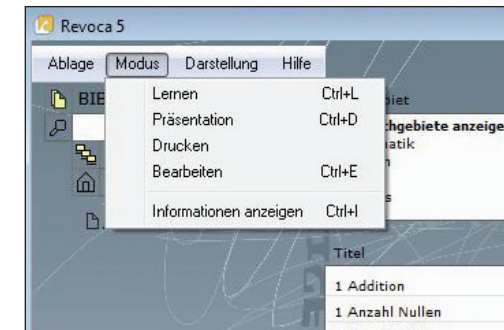 Revoca 5
Ablage Modus Darstellung Hilfe
Lernen Ctrl+L
Präsentation Ctrl+D
Drucken
Bearbeiten Ctrl+E
Informationen anzeigen Ctrl+I
BIB
Titel
1 Addition
1 Anzahl Nullen